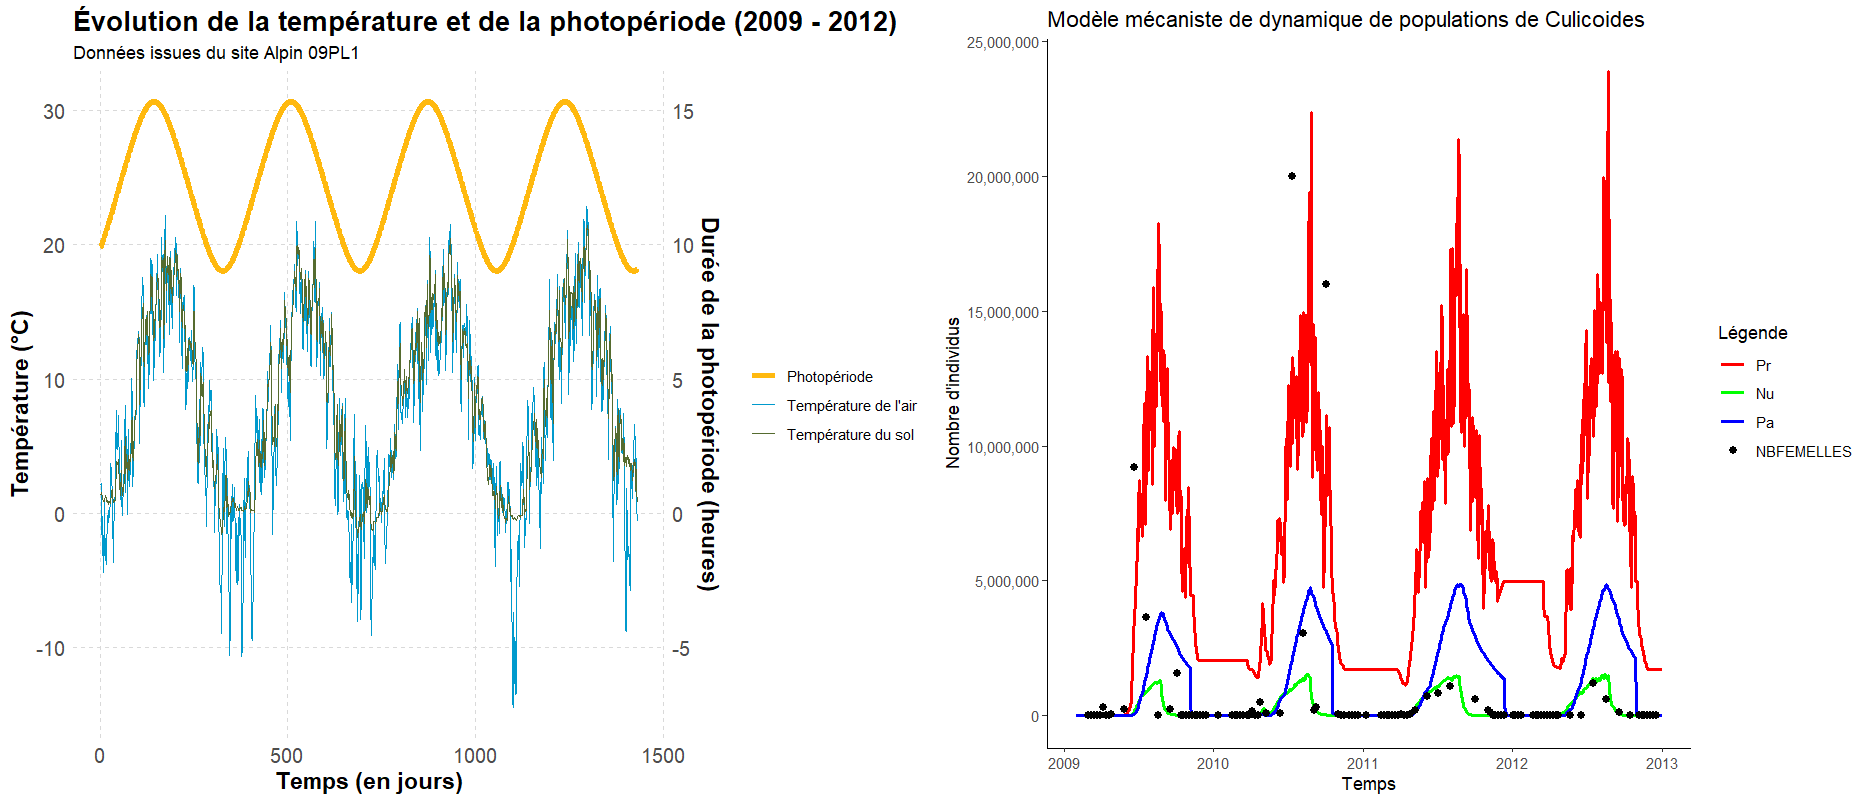 Évolution de la température et de la photopériode (2009 - 2012)
Données issues du site Alpin 09PL1
30
20
10
0
-10
Température (°C)
15
10
5
0
-5
Durée de la photopériode (heures)
0
500
1000
1500
Temps (en jours)
Photopériode
Température de l'air
Température du sol
Modèle mécaniste de dynamique de populations de Culicoides
25,000,000
20,000,000
15,000,000
10,000,000
5,000,000
0
Nombre d'individus
2009
2010
2011
2012
2013
Temps
Légende
Pr
Nu
Pa
NBFEMELLES